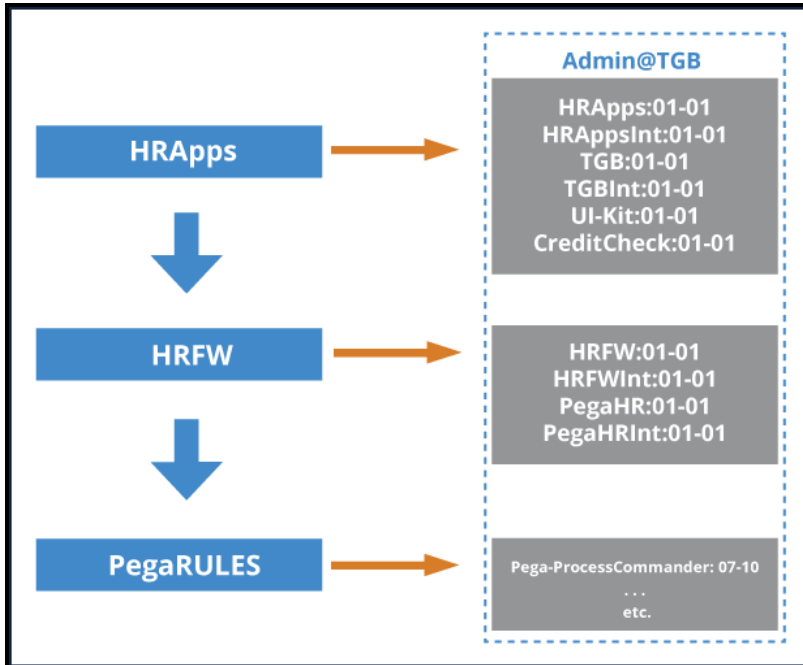 Admin@TGB
HRApps
HRApps:01-01
HRAppsInt:01-01
TGB:01-01
TGBInt:01-01
UI-Kit:01-01
CreditCheck:01-01
HRFW
HRFW:01-01
HRFWInt:01-01
PegaHR:01-01
PegaHRInt:01-01
PegaRULES
Pega-ProcessCommander: 07-10
. . .
etc.